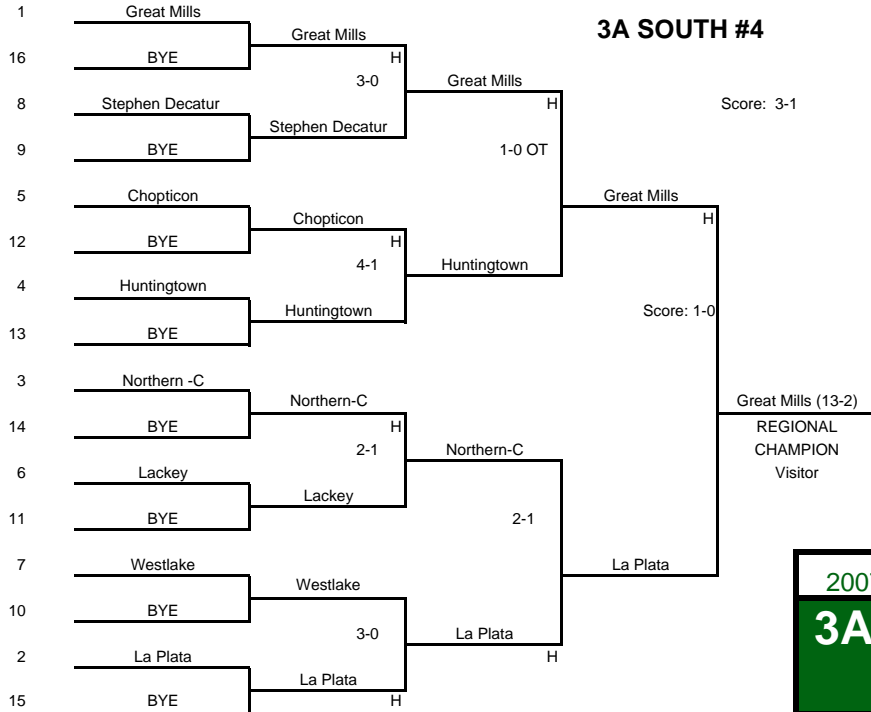 3A SOUTH #4
1 Great Mills
Great Mills
16 BYE
H
3-0
Great Mills
8 Stephen Decatur
H
Score: 3-1
Stephen Decatur
9 BYE
1-0 OT
5 Chopticon
Great Mills
Chopticon
H
12 BYE
H
4-1
Huntingtown
4 Huntingtown
Huntingtown
Score: 1-0
13 BYE
3 Northern -C
Northern-C
Great Mills (13-2)
14 BYE
H
REGIONAL
CHAMPION
Visitor
2-1
Northern-C
6 Lackey
Lackey
11 BYE
2-1
7 Westlake
La Plata
Westlake
10 BYE
3-0
La Plata
2 La Plata
H
La Plata
15 BYE
H
2007
3A